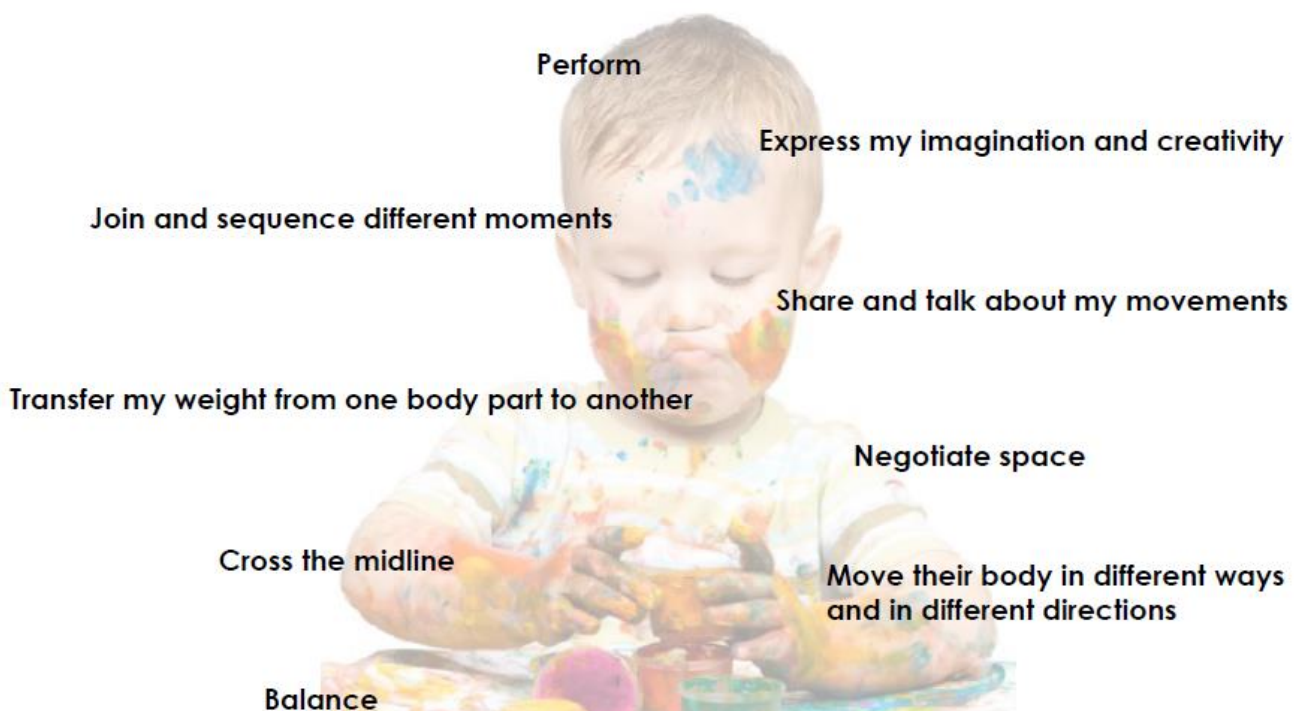 Perform
Express my imagination and creativity
Join and sequence different moments
Share and talk about my movements
Transfer my weight from one body part to another
Negotiate space
Cross the midline
Move their body in different ways
and in different directions
Balance